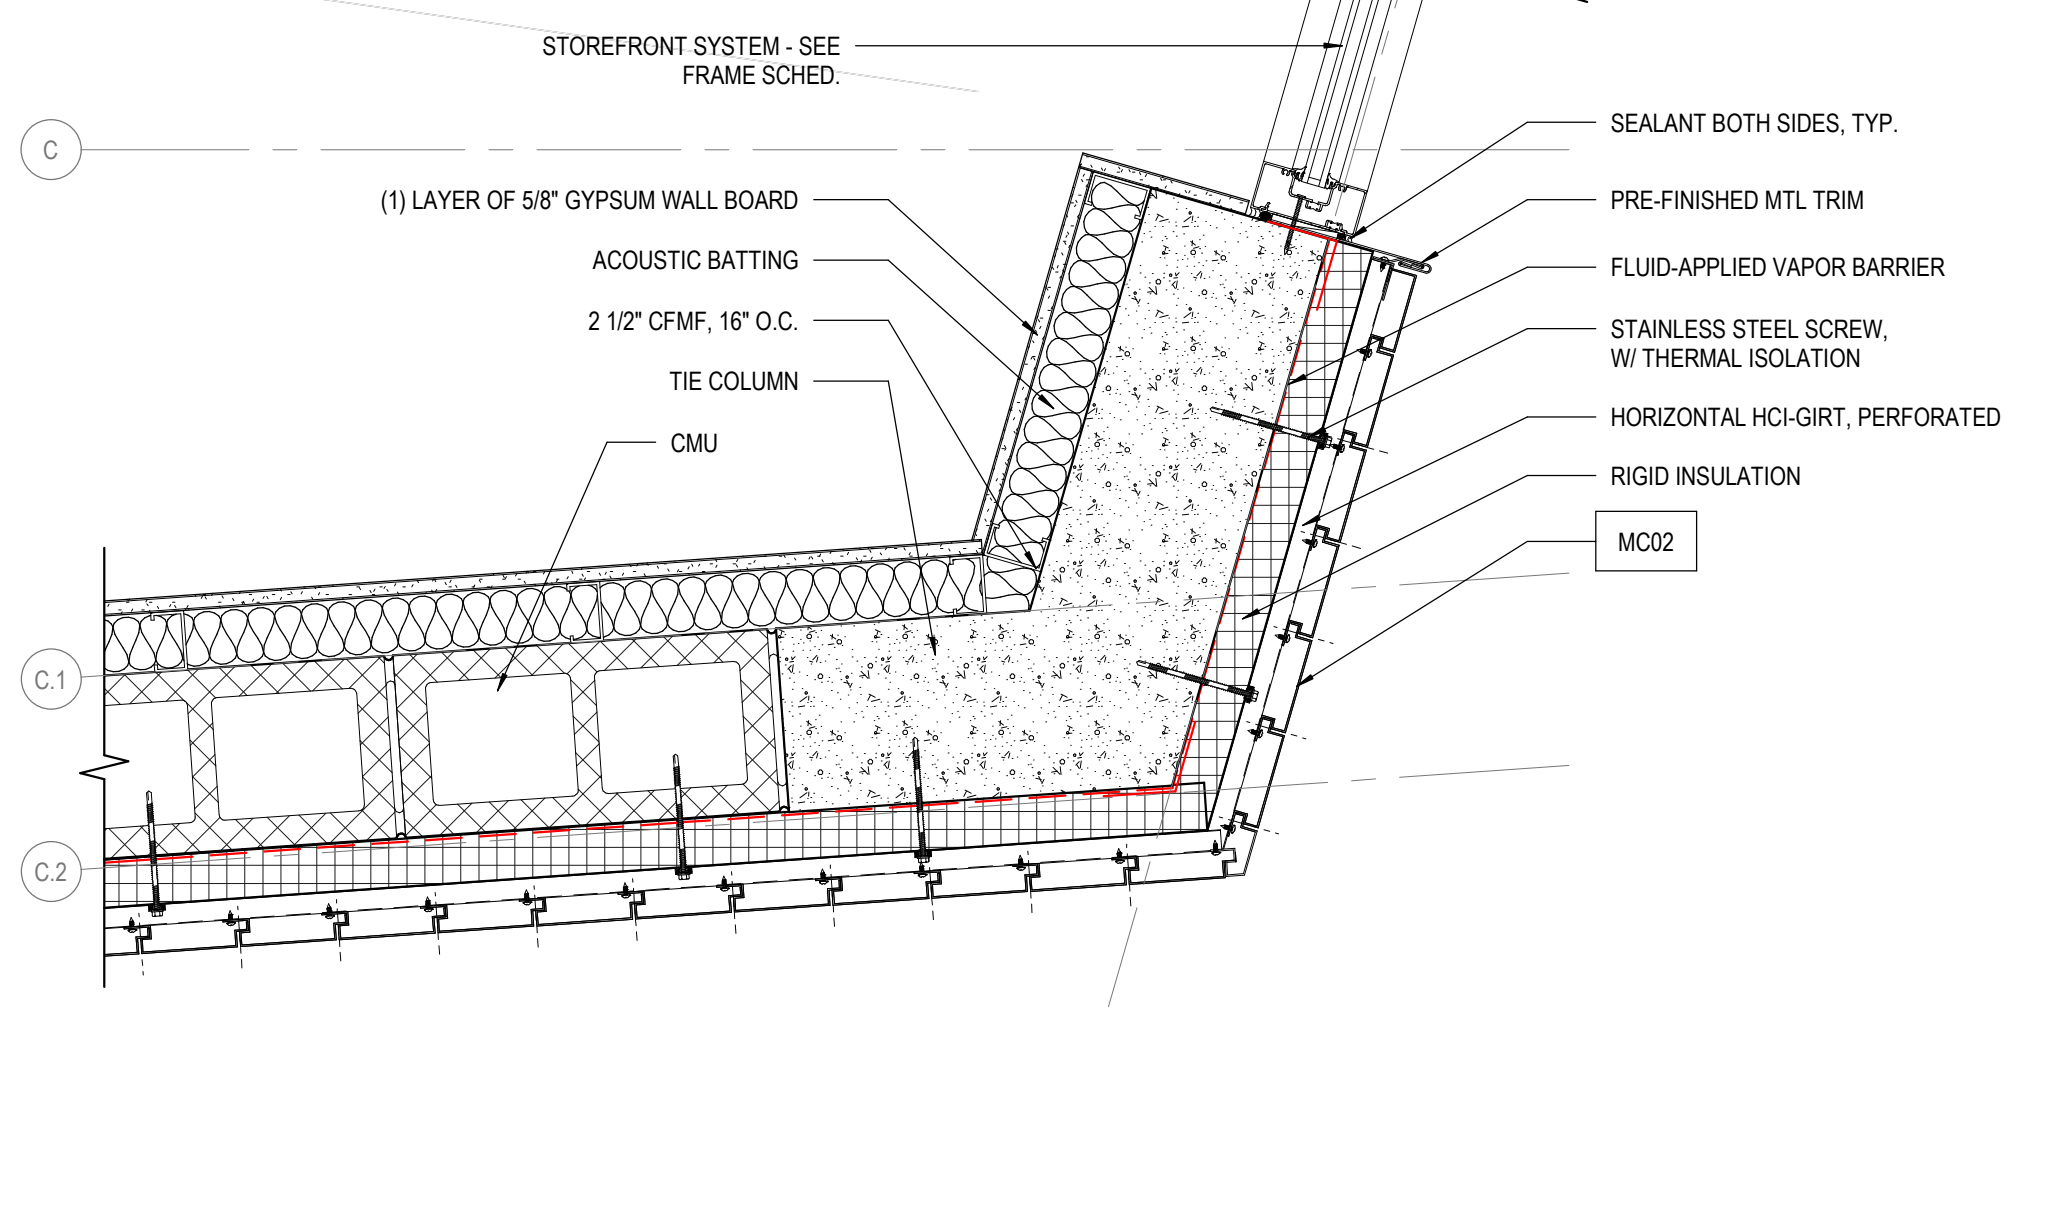 STOREFRONT SYSTEM - SEE
FRAME SCHED.
C
(1) LAYER OF 5/8" GYPSUM WALL BOARD
ACOUSTIC BATTING
2 1/2" CFMF, 16" O.C.
TIE COLUMN
CMU
C.1
C.2
SEALANT BOTH SIDES, TYP.
PRE-FINISHED MTL TRIM
FLUID-APPLIED VAPOR BARRIER
STAINLESS STEEL SCREW,
W/ THERMAL ISOLATION
HORIZONTAL HCI-GIRT, PERFORATED
RIGID INSULATION
MC02